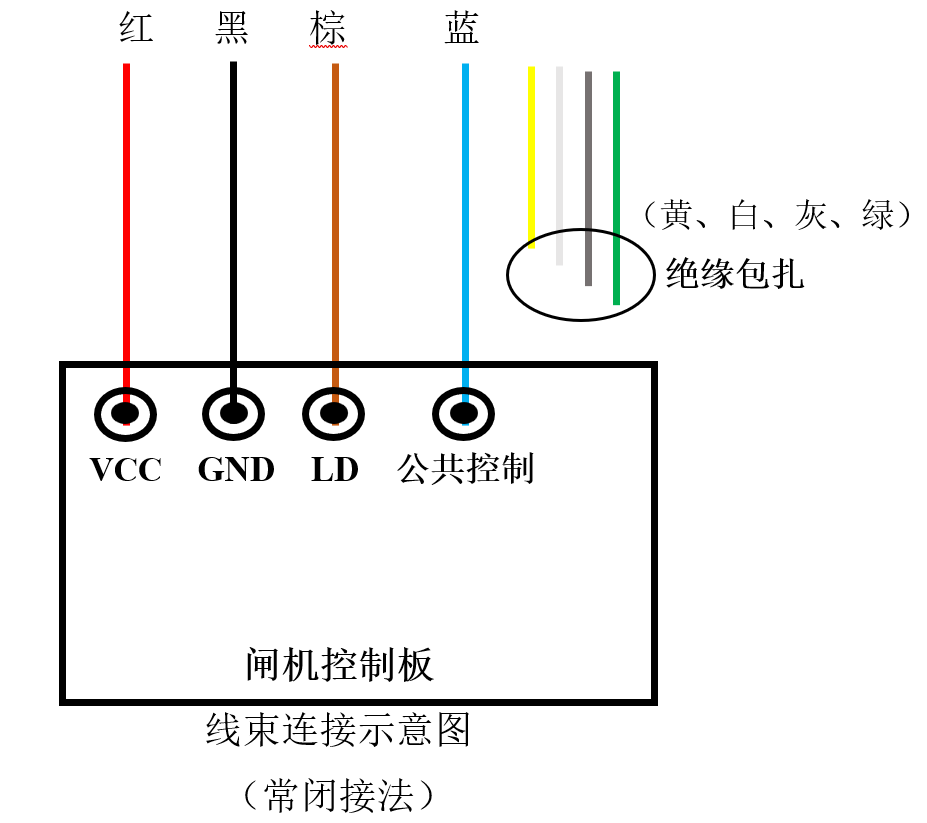 红 黑 棕 蓝
（黄、白、灰、绿）
绝缘包扎
VCC GND LD 公共控制
闸机控制板
线束连接示意图
（常闭接法）